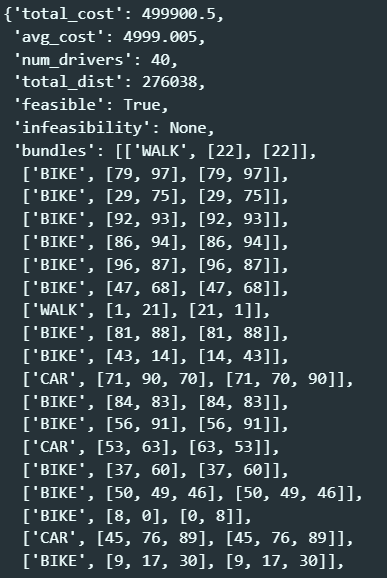 {'total_cost': 499900.5,
'avg_cost': 4999.005,
'num_drivers': 40,
'total_dist': 276038,
'feasible': True,
'infeasibility': None,
'bundles': [['WALK', [22], [22]],
['BIKE', [79, 97], [79, 97]],
['BIKE', [29, 75], [29, 75]],
['BIKE', [92, 93], [92, 93]],
['BIKE', [86, 94], [86, 94]],
['BIKE', [96, 87], [96, 87]],
['BIKE', [47, 68], [47, 68]],
['WALK', [1, 21], [21, 1]],
['BIKE', [81, 88], [81, 88]],
['BIKE', [43, 14], [14, 43]],
['CAR', [71, 90, 70], [71, 70, 90]],
['BIKE', [84, 83], [84, 83]],
['BIKE', [56, 91], [56, 91]],
['CAR', [53, 63], [63, 53]],
['BIKE', [37, 60], [37, 60]],
['BIKE', [50, 49, 46], [50, 49, 46]],
['BIKE', [8, 0], [0, 8]],
['CAR', [45, 76, 89], [45, 76, 89]],
['BIKE', [9, 17, 30], [9, 17, 30]],